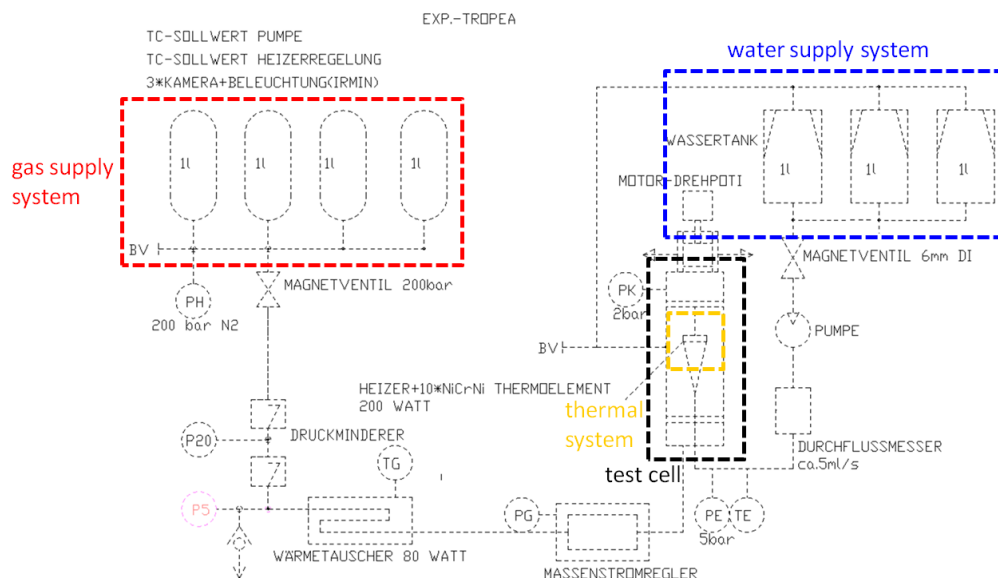 EXP.-TROPEA
TC-SOLLWERT PUMPE
TC-SOLLWERT HEIZERREGELUNG
3*KAMERA+BELEUCHTUNG(IRMIN)
water supply system
gas supply
system
1l
1l
1l
1l
WASSERTANK
1l
1l
1l
MOTOR-DREHPOTI
BV
MAGNETVENTIL 200bar
MAGNETVENTIL 6mm DI
PH
200 bar N2
PK
2bar
PUMPE
BV
HEIZER+10*NiCrNi THERMOELEMENT
200 WATT
thermal
system
P20
DRUCKMINDERER
DURCHFLUSSMESSER
ca.5ml/s
TG
test cell
P5
PG
PE
TE
5bar
WÄRMETAUSCHER 80 WATT
MASSENSTROMREGLER